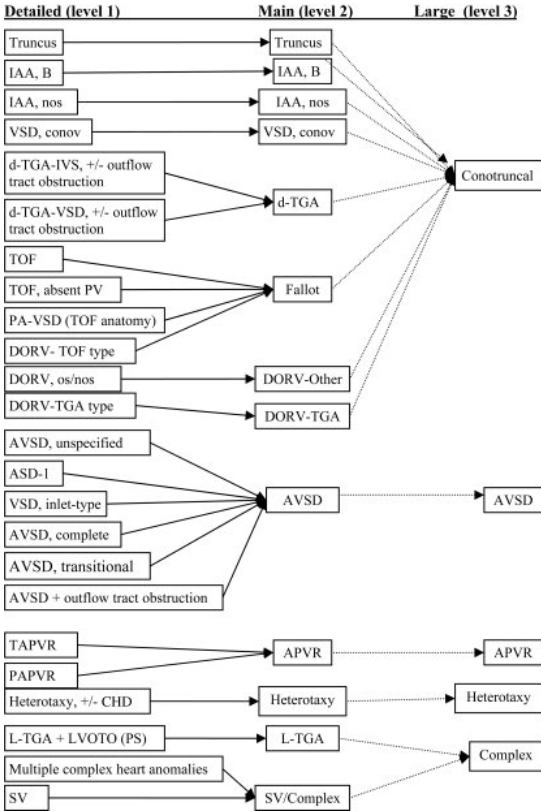 Detailed (level 1) Main (level 2) Large (level 3)
Truncus Truncus
IAA, B IAA, B
IAA, nos IAA, nos
VSD, conov VSD, conov
d-TGA-IVS, +/- outflow
tract obstruction
Conotruncal
d-TGA
d-TGA-VSD, +/- outflow
tract obstruction
TOF
TOF, absent PV Fallot
PA-VSD (TOF anatomy)
DORV- TOF type
DORV, os/nos DORV-Other
DORV-TGA type DORV-TGA
AVSD, unspecified
ASD-1
VSD, inlet-type AVSD AVSD
AVSD, complete
AVSD, transitional
AVSD + outflow tract obstruction
TAPVR APVR APVR
PAPVR
Heterotaxy, +/- CHD Heterotaxy Heterotaxy
L-TGA + LVOTO (PS) L-TGA
Complex
Multiple complex heart anomalies
SV SV/Complex